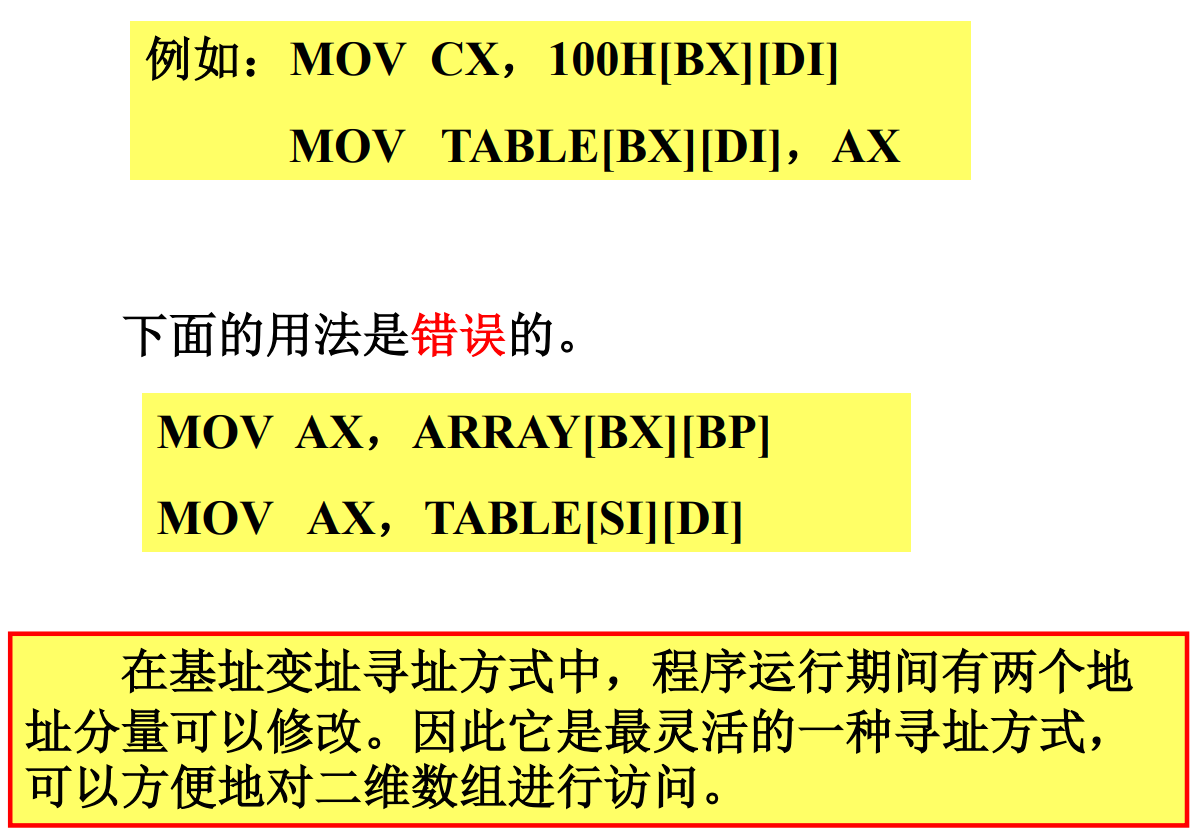 例如：MOV CX，100H[BX][DI]
MOV TABLE[BX][DI]，AX
下面的用法是错误的。
MOV AX，ARRAY[BX][BP]
MOV AX，TABLE[SI][DI]
在基址变址寻址方式中，程序运行期间有两个地
址分量可以修改。因此它是最灵活的一种寻址方式，
可以方便地对二维数组进行访问。